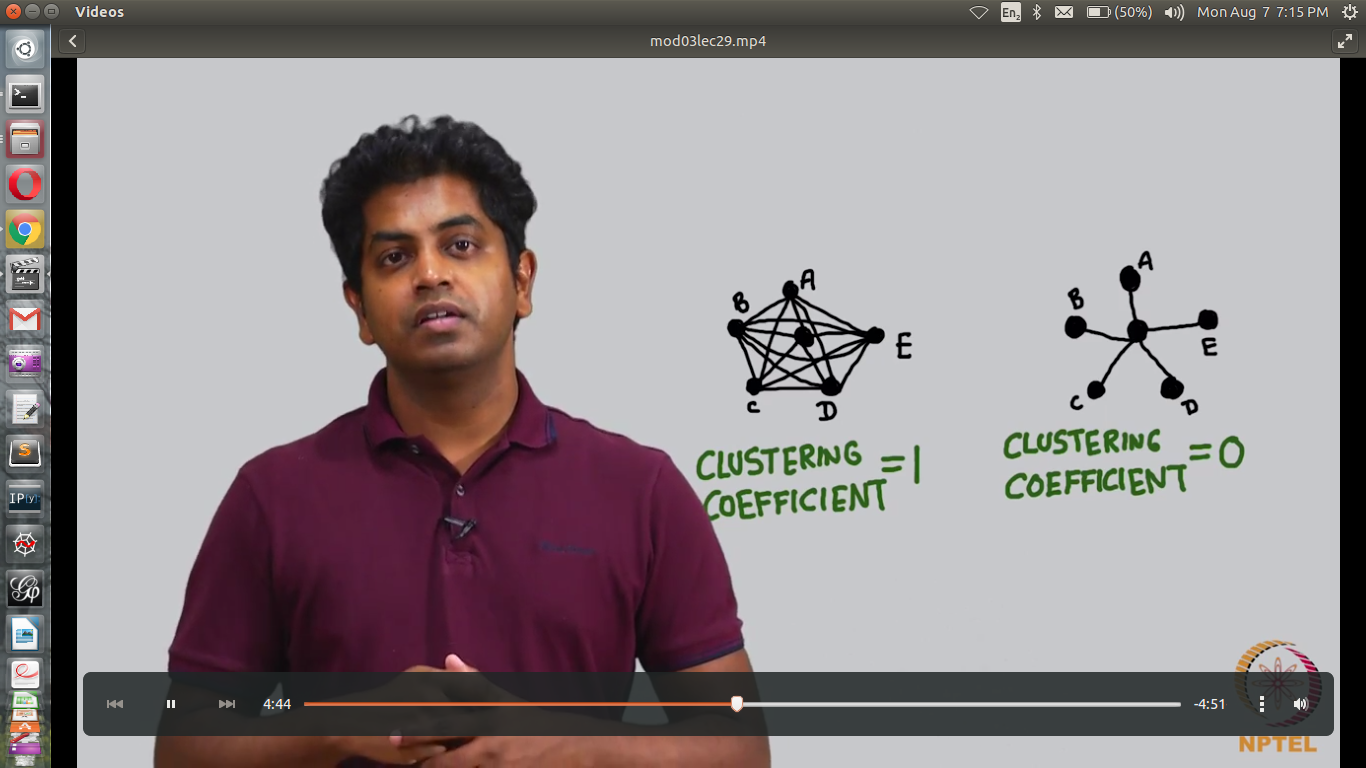 Videos
En2
(50%)
Mon Aug 7 7:15 PM
mod03lec29.mp4
A
B
E
C
D
CLUSTERING
COEFFICIENT = 1
A
B
E
C
D
CLUSTERING
COEFFICIENT = 0
>_
S
IP[y]:
4:44
-4:51
NPTEL